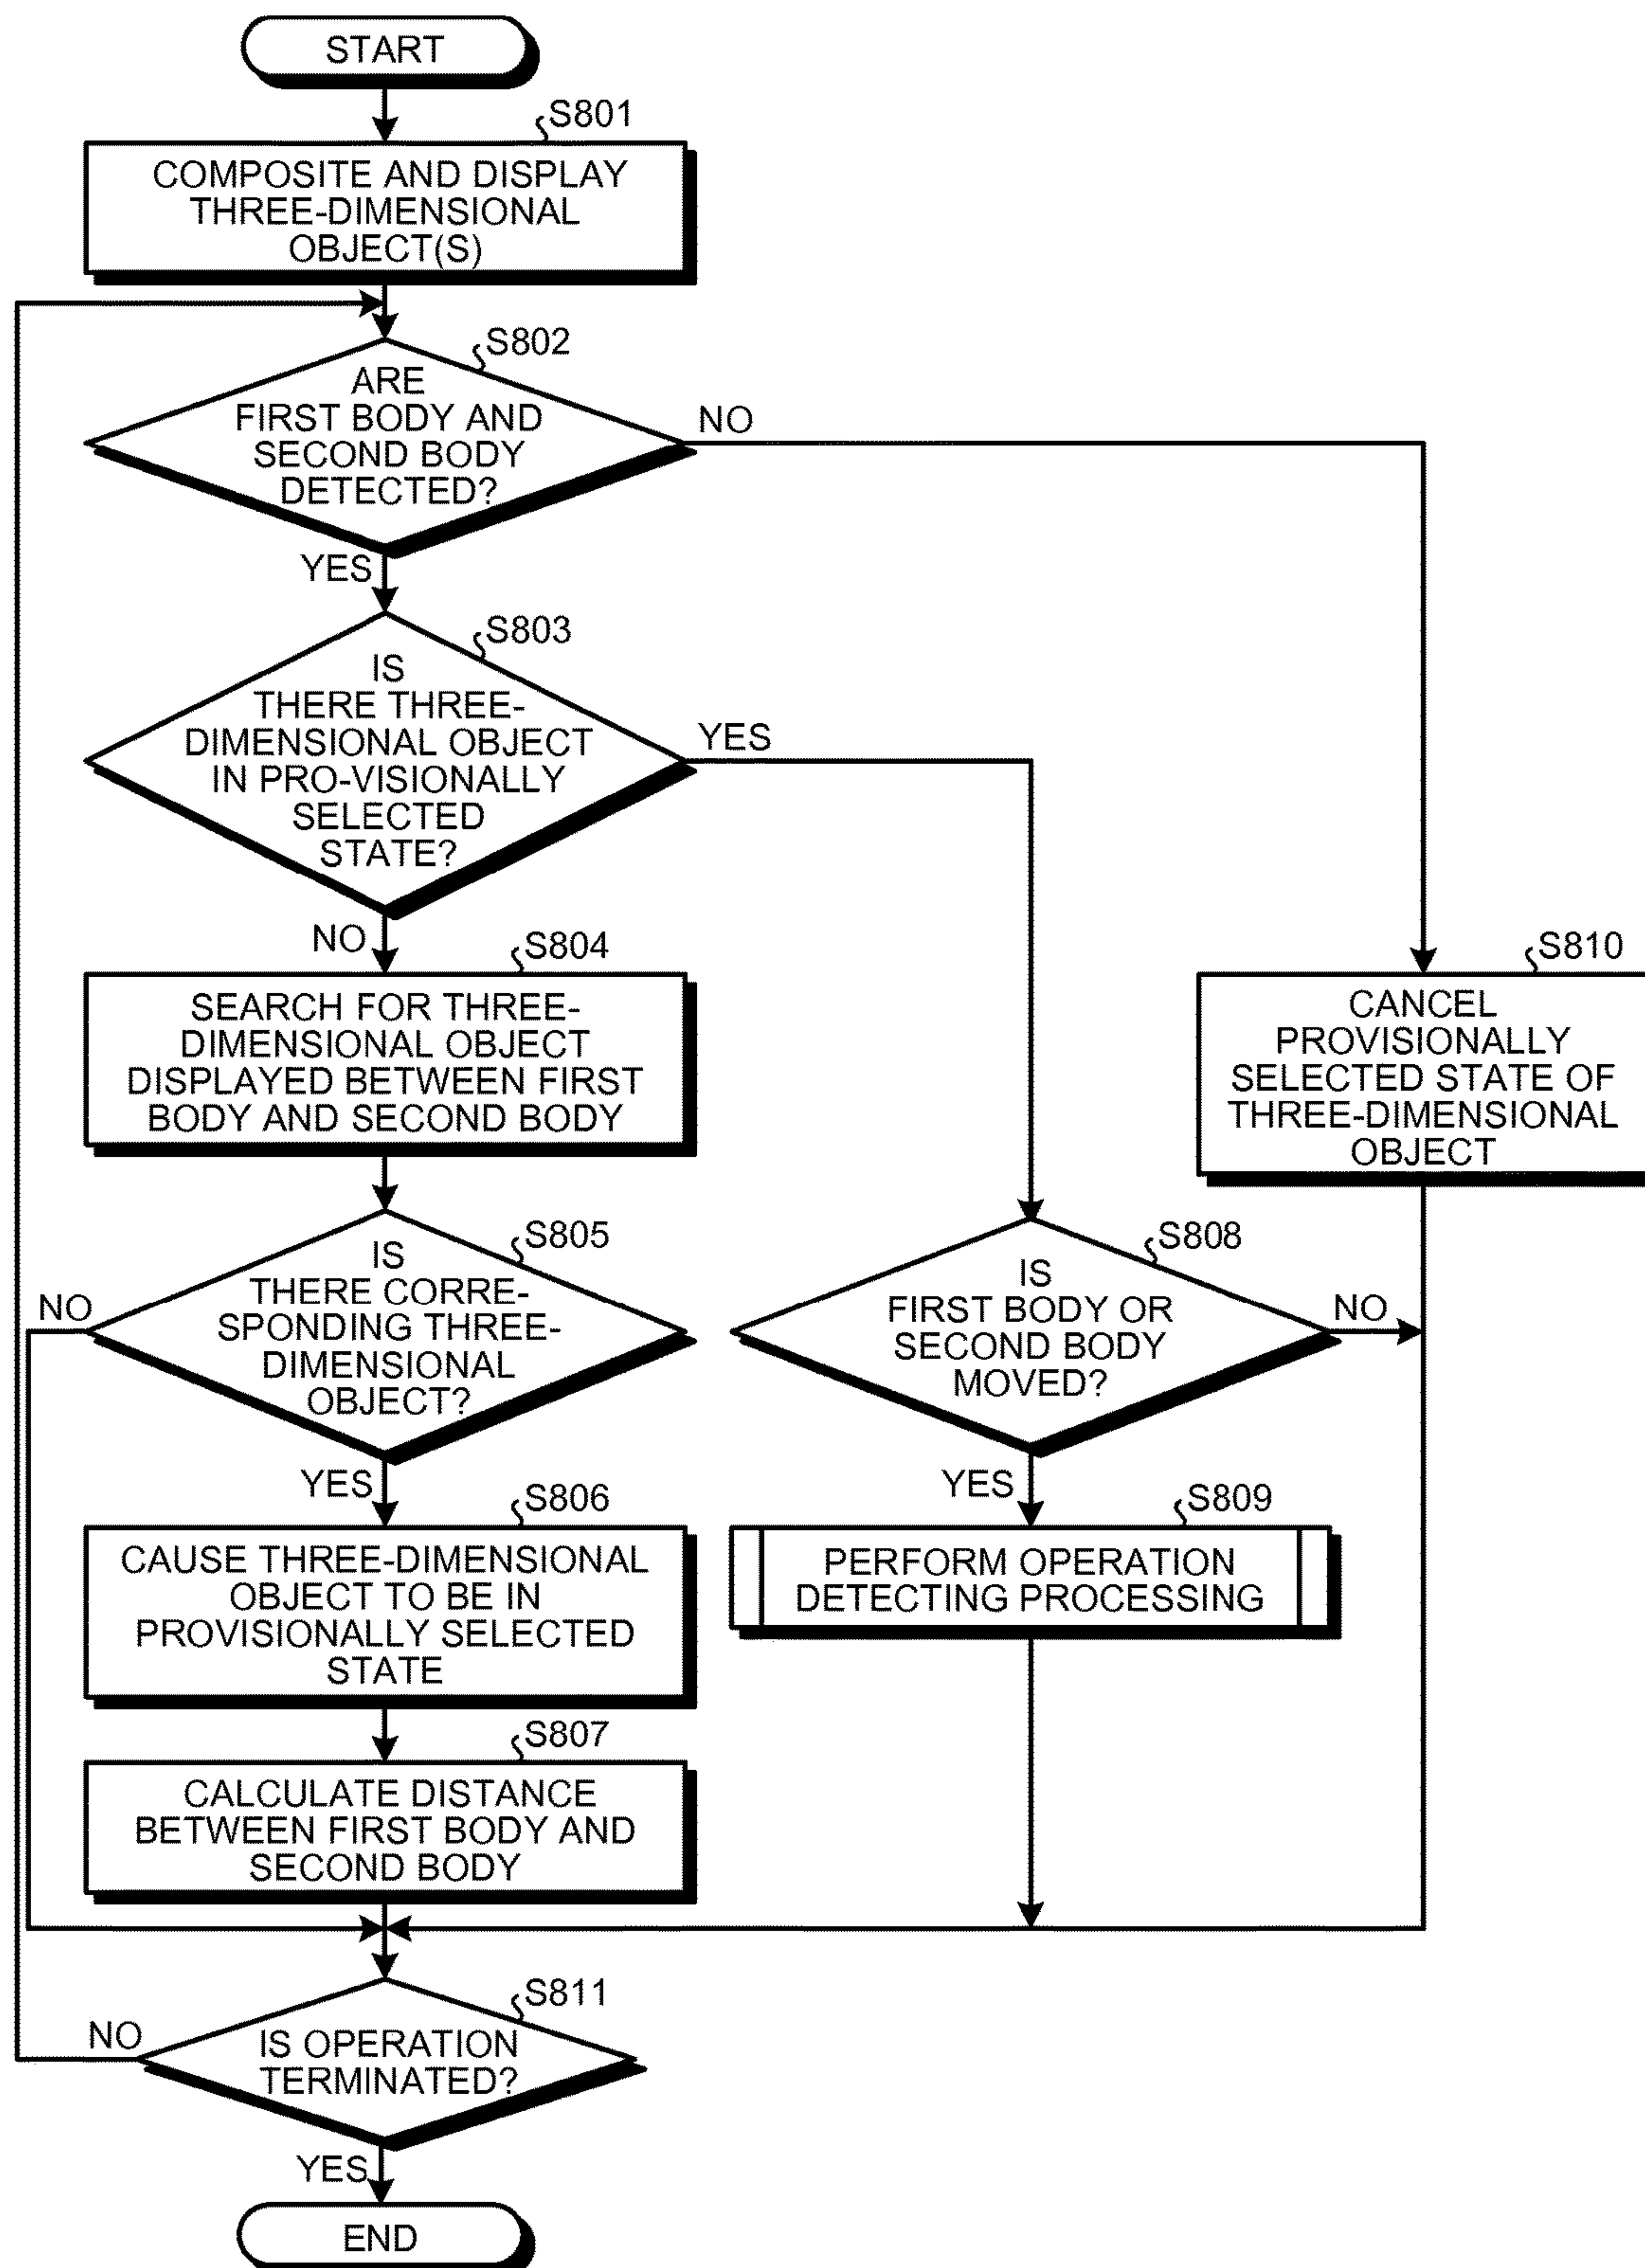 START
S801
COMPOSITE AND DISPLAY
THREE-DIMENSIONAL
OBJECT(S)
S802
ARE
FIRST BODY AND
SECOND BODY
DETECTED?
NO
YES
S803
IS
THERE THREE-
DIMENSIONAL OBJECT
IN PRO-VISIONALLY
SELECTED
STATE?
YES
NO
S804
SEARCH FOR THREE-
DIMENSIONAL OBJECT
DISPLAYED BETWEEN FIRST
BODY AND SECOND BODY
S810
CANCEL
PROVISIONALLY
SELECTED STATE OF
THREE-DIMENSIONAL
OBJECT
S805
IS
THERE CORRE-
SPONDING THREE-
DIMENSIONAL
OBJECT?
NO
YES
S808
IS
FIRST BODY OR
SECOND BODY
MOVED?
NO
YES
S806
CAUSE THREE-DIMENSIONAL
OBJECT TO BE IN
PROVISIONALLY SELECTED
STATE
S809
PERFORM OPERATION
DETECTING PROCESSING
S807
CALCULATE DISTANCE
BETWEEN FIRST BODY AND
SECOND BODY
S811
IS OPERATION
TERMINATED?
NO
YES
END